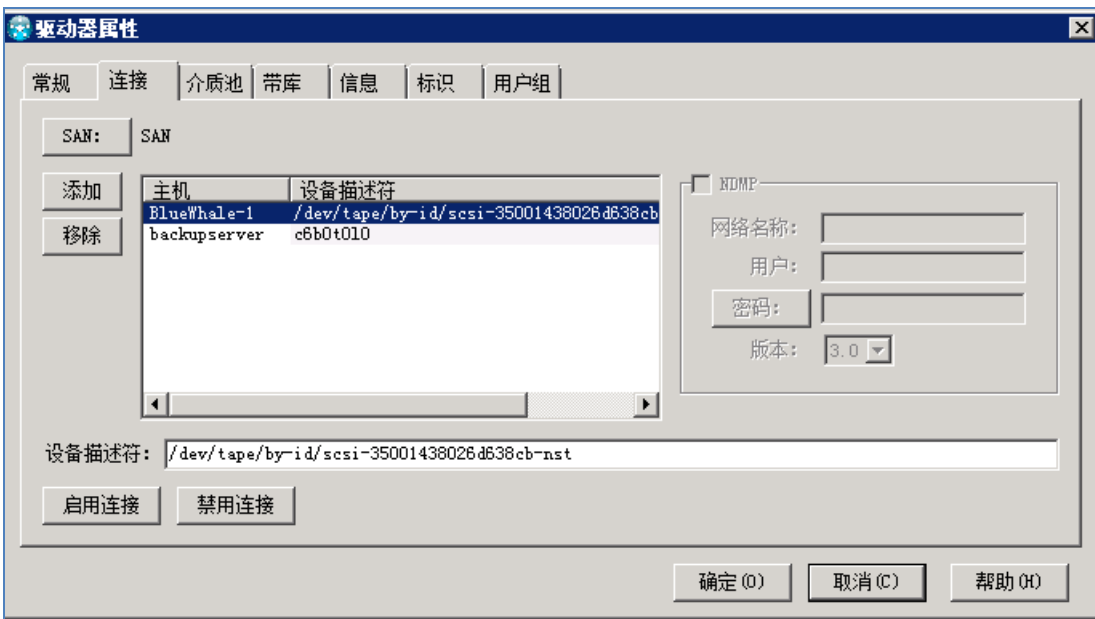 驱动器属性
常规 连接 介质池 带库 信息 标识 用户组
SAN: SAN
添加
移除
主机 设备描述符
BlueWhale-1 /dev/tape/by-id/scsi-35001438026d638cb
backupserver c6b0t0l0
NDMP
网络名称:
用户:
密码:
版本: 3.0
设备描述符: /dev/tape/by-id/scsi-35001438026d638cb-nst
启用连接 禁用连接
确定(O) 取消(C) 帮助(H)